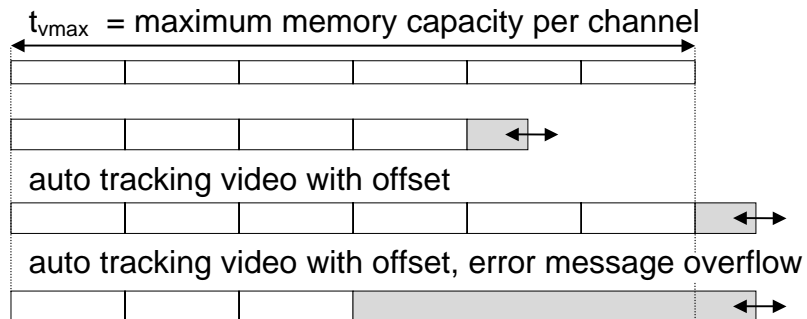 tvmax = maximum memory capacity per channel
auto tracking video with offset
auto tracking video with offset, error message overflow